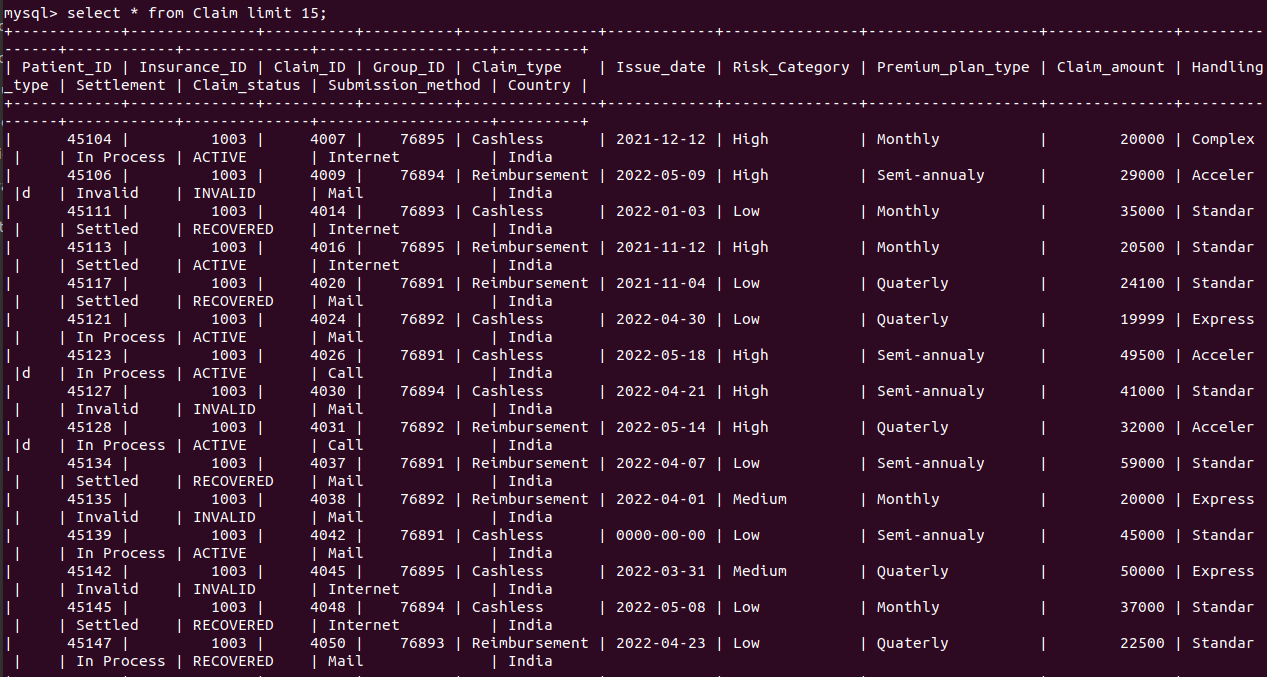 mysql> select * from Claim limit 15;
+------------+--------------+----------+----------+---------------+------------+---------------+-------------------+--------------+---------
------+------------+--------------+-------------------+---------+
| Patient_ID | Insurance_ID | Claim_ID | Group_ID | Claim_type    | Issue_date | Risk_Category | Premium_plan_type | Claim_amount | Handling
_type | Settlement | Claim_status | Submission_method | Country |
+------------+--------------+----------+----------+---------------+------------+---------------+-------------------+--------------+---------
------+------------+--------------+-------------------+---------+
|      45104 |         1003 |     4007 |    76895 | Cashless      | 2021-12-12 | High          | Monthly           |        20000 | Complex
 |    | In Process | ACTIVE       | Internet          | India
|      45106 |         1003 |     4009 |    76894 | Reimbursement | 2022-05-09 | High          | Semi-annualy      |        29000 | Acceler
 |d   | Invalid    | INVALID      | Mail              | India
|      45111 |         1003 |     4014 |    76893 | Cashless      | 2022-01-03 | Low           | Monthly           |        35000 | Standar
 |    | Settled    | RECOVERED    | Internet          | India
|      45113 |         1003 |     4016 |    76895 | Reimbursement | 2021-11-12 | High          | Monthly           |        20500 | Standar
 |    | Settled    | ACTIVE       | Internet          | India
|      45117 |         1003 |     4020 |    76891 | Reimbursement | 2021-11-04 | Low           | Quaterly          |        24100 | Standar
 |    | Settled    | RECOVERED    | Mail              | India
|      45121 |         1003 |     4024 |    76892 | Cashless      | 2022-04-30 | Low           | Quaterly          |        19999 | Express
 |    | In Process | ACTIVE       | Mail              | India
|      45123 |         1003 |     4026 |    76891 | Cashless      | 2022-05-18 | High          | Semi-annualy      |        49500 | Acceler
 |d   | In Process | ACTIVE       | Call              | India
|      45127 |         1003 |     4030 |    76894 | Cashless      | 2022-04-21 | High          | Semi-annualy      |        41000 | Standar
 |    | Invalid    | INVALID      | Mail              | India
|      45128 |         1003 |     4031 |    76892 | Reimbursement | 2022-05-14 | High          | Quaterly          |        32000 | Acceler
 |d   | In Process | ACTIVE       | Call              | India
|      45134 |         1003 |     4037 |    76891 | Reimbursement | 2022-04-07 | Low           | Semi-annualy      |        59000 | Standar
 |    | Settled    | RECOVERED    | Mail              | India
|      45135 |         1003 |     4038 |    76892 | Reimbursement | 2022-04-01 | Medium        | Monthly           |        20000 | Express
 |    | Invalid    | INVALID      | Mail              | India
|      45139 |         1003 |     4042 |    76891 | Cashless      | 0000-00-00 | Low           | Semi-annualy      |        45000 | Standar
 |    | In Process | ACTIVE       | Mail              | India
|      45142 |         1003 |     4045 |    76895 | Cashless      | 2022-03-31 | Medium        | Quaterly          |        50000 | Express
 |    | Invalid    | INVALID      | Internet          | India
|      45145 |         1003 |     4048 |    76894 | Cashless      | 2022-05-08 | Low           | Monthly           |        37000 | Standar
 |    | Settled    | RECOVERED    | Internet          | India
|      45147 |         1003 |     4050 |    76893 | Reimbursement | 2022-04-23 | Low           | Quaterly          |        22500 | Standar
 |    | In Process | RECOVERED    | Mail              | India